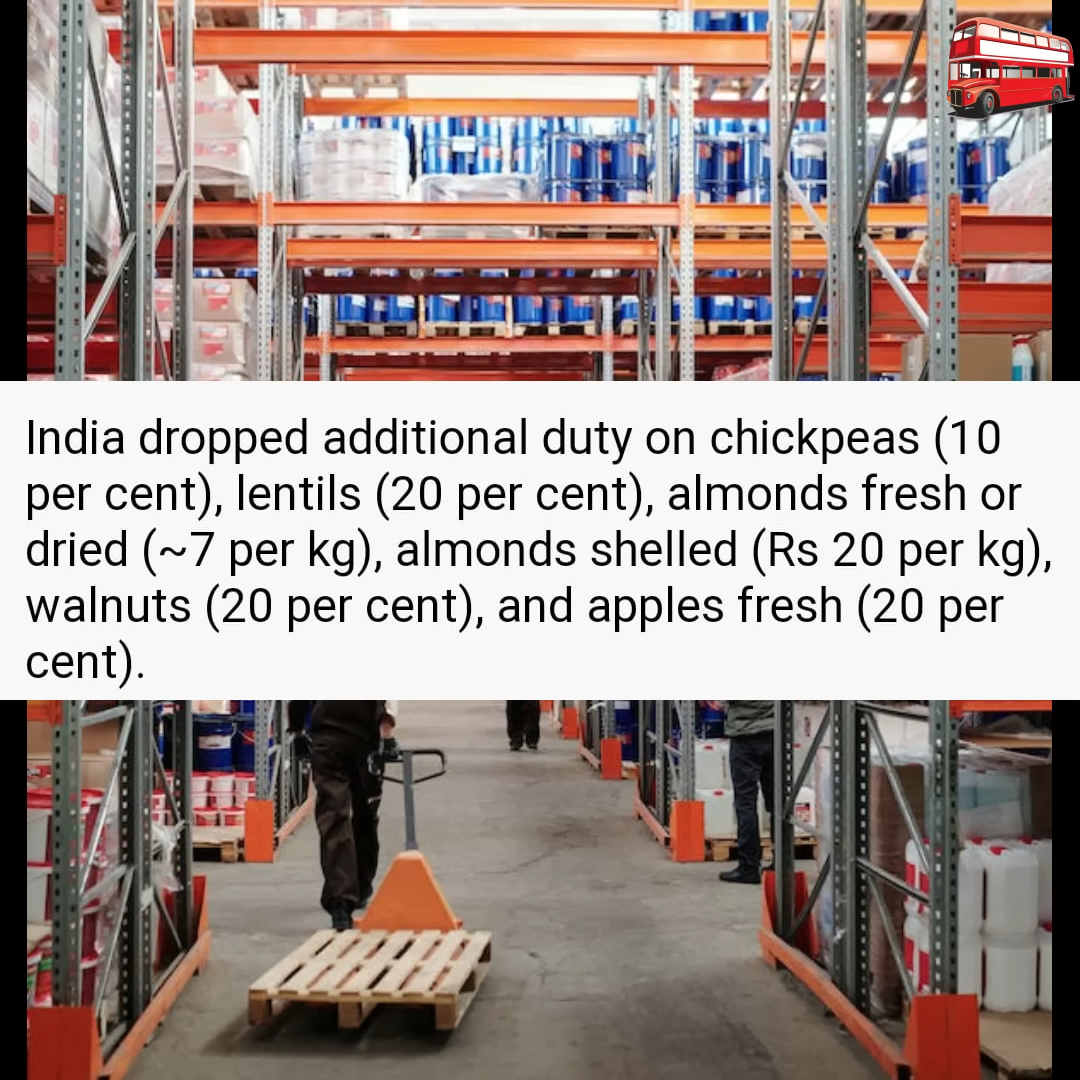 India dropped additional duty on chickpeas (10
per cent), lentils (20 per cent), almonds fresh or
dried (~7 per kg), almonds shelled (Rs 20 per kg),
walnuts (20 per cent), and apples fresh (20 per
cent).